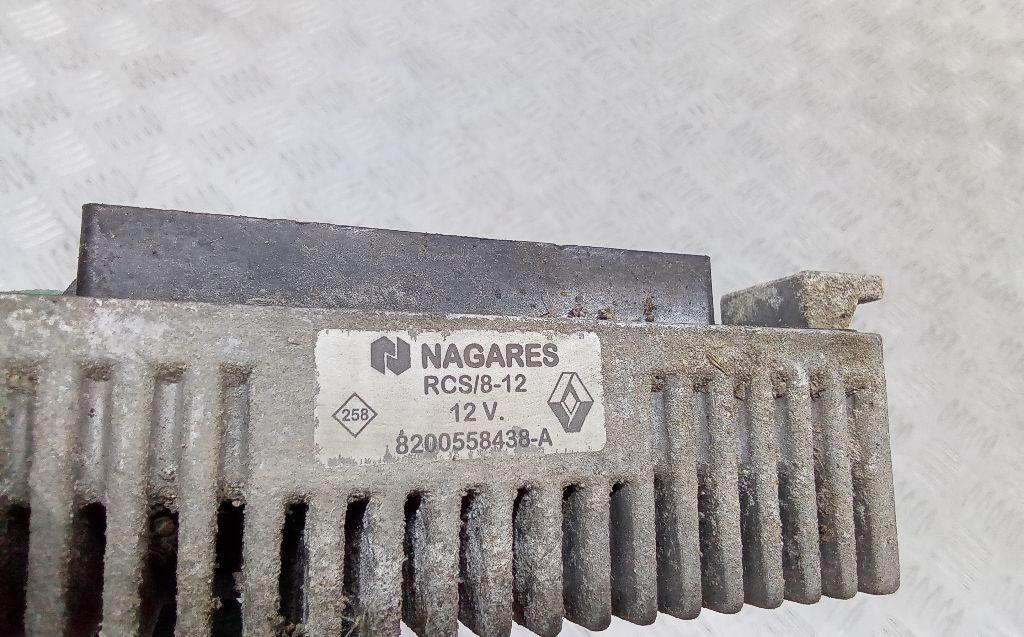 NAGARES
RCS/8-12
258
12 V.
8200558438-A